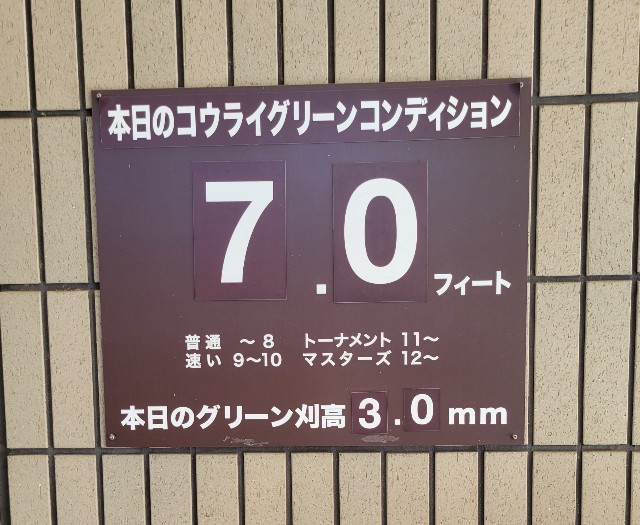 本日のコウライグリーンコンディション
7.0フィート
普通 ～8 トーナメント 11～
速い 9～10 マスターズ 12～
本日のグリーン刈高 3.0mm